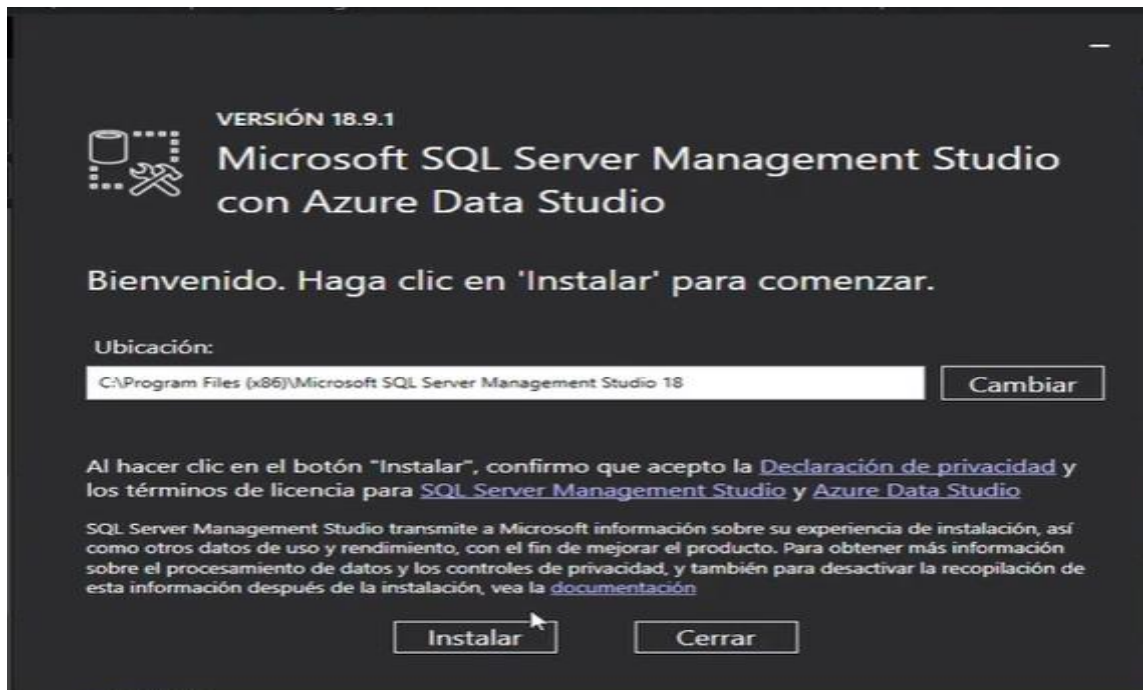 VERSIÓN 18.9.1
Microsoft SQL Server Management Studio
con Azure Data Studio
Bienvenido. Haga clic en 'Instalar' para comenzar.
Ubicación:
C:\Program Files (x86)\Microsoft SQL Server Management Studio 18
Cambiar
Al hacer clic en el botón "Instalar", confirmo que acepto la Declaración de privacidad y
los términos de licencia para SQL Server Management Studio y Azure Data Studio
SQL Server Management Studio transmite a Microsoft información sobre su experiencia de instalación, así
como otros datos de uso y rendimiento, con el fin de mejorar el producto. Para obtener más información
sobre el procesamiento de datos y los controles de privacidad, y también para desactivar la recopilación de
esta información después de la instalación, vea la documentación
Instalar
Cerrar